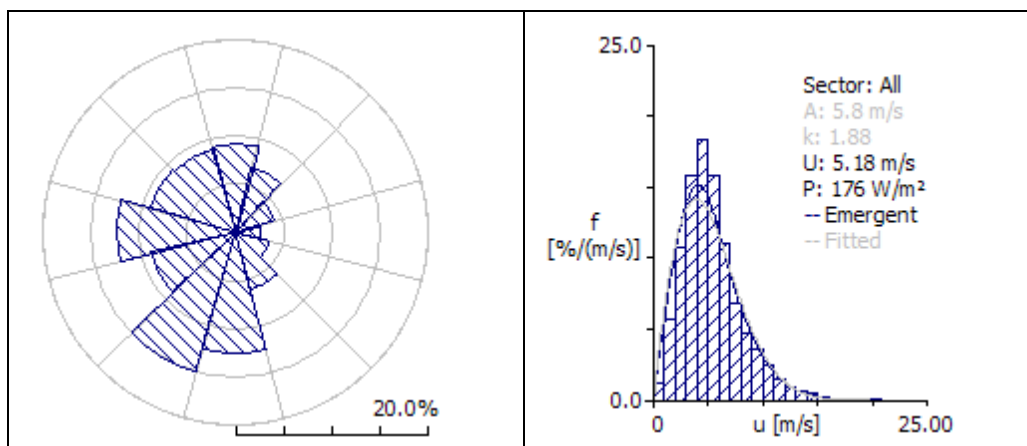 20.0%
25.0
f
[%/(m/s)]
0.0
0
u [m/s]
25.00
Sector: All
A: 5.8 m/s
k: 1.88
U: 5.18 m/s
P: 176 W/m²
-- Emergent
-- Fitted